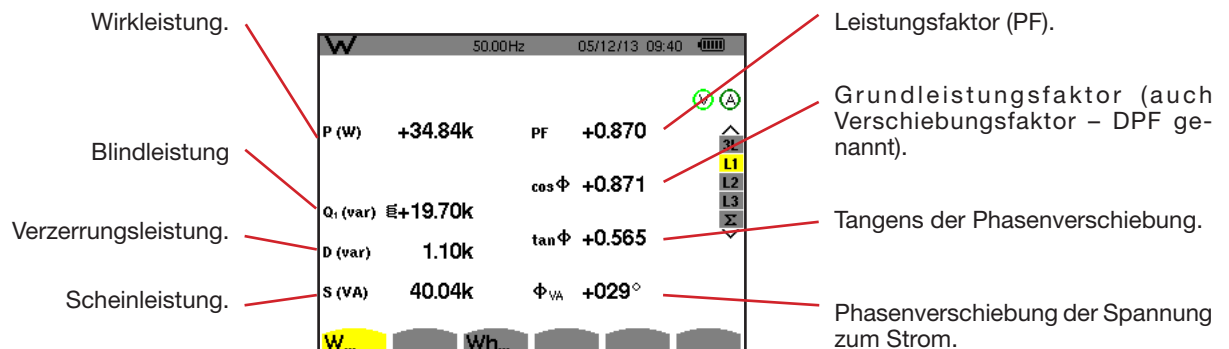 Wirkleistung.
Blindleistung
Verzerrungsleistung.
Scheinleistung.
W 50.00Hz 05/12/13 09:40
V A
P (W) +34.84k PF +0.870
3L
L1
cos Φ +0.871 L2
Q₁ (var) +19.70k L3
Σ
tan Φ +0.565
D (var) 1.10k
S (VA) 40.04k Φ VA +029°
W... Wh...
Leistungsfaktor (PF).
Grundleistungsfaktor (auch
Verschiebungsfaktor – DPF ge-
nannt).
Tangens der Phasenverschiebung.
Phasenverschiebung der Spannung
zum Strom.